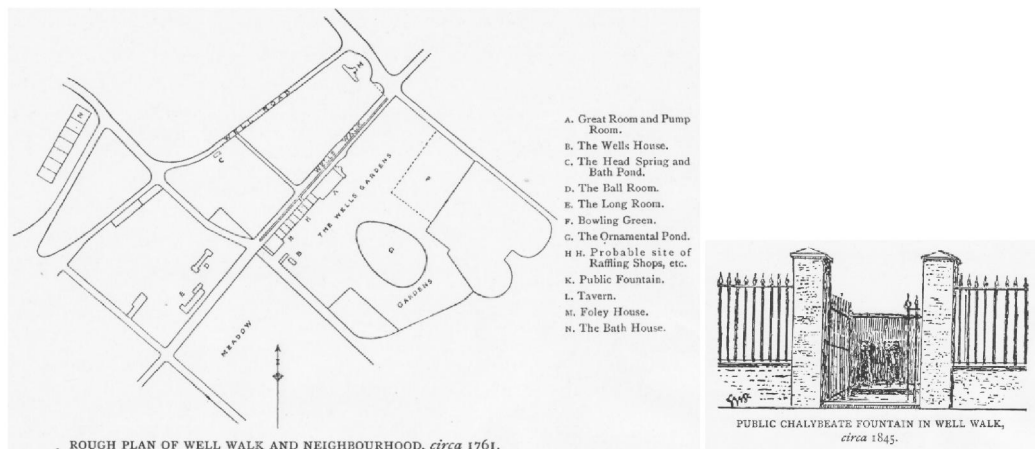 N
WELL ROAD
M
C
WELL WALK
A
THE WELLS GARDENS
F
H
H
B
G
D
E
GARDENS
MEADOW
A. Great Room and Pump
Room.
B. The Wells House.
C. The Head Spring and
Bath Pond.
D. The Ball Room.
E. The Long Room.
F. Bowling Green.
G. The Ornamental Pond.
H H. Probable site of
Raffling Shops, etc.
K. Public Fountain.
L. Tavern.
M. Foley House.
N. The Bath House.
ROUGH PLAN OF WELL WALK AND NEIGHBOURHOOD, circa 1761.
PUBLIC CHALYBEATE FOUNTAIN IN WELL WALK,
circa 1845.